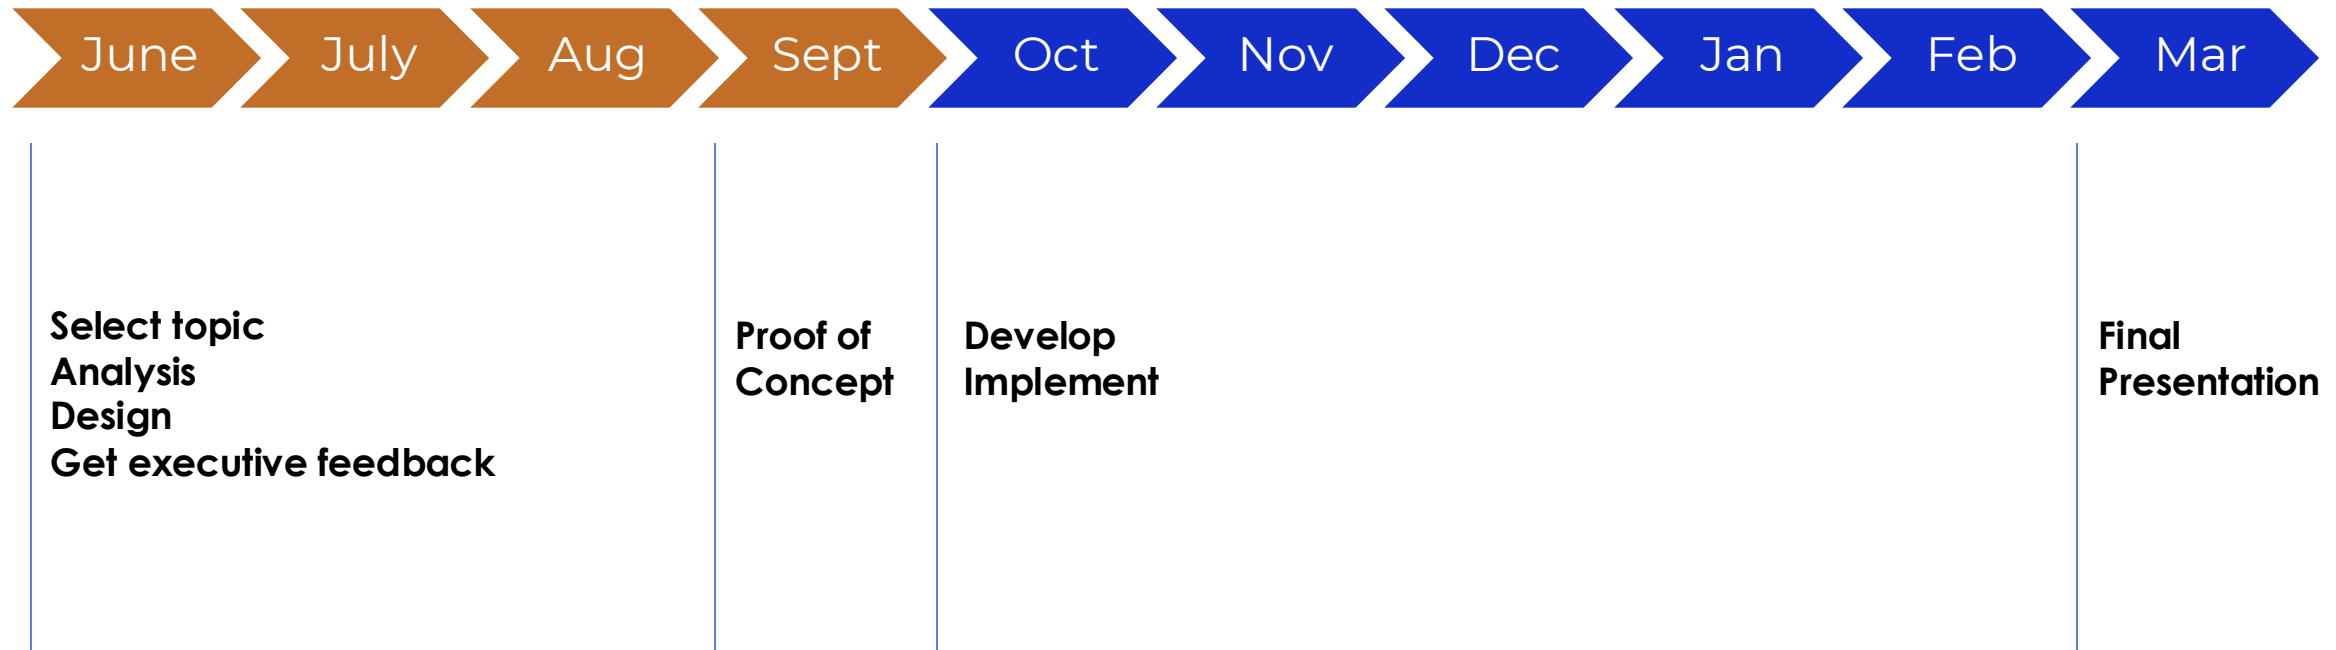 June July Aug Sept Oct Nov Dec Jan Feb Mar
Select topic
Analysis
Design
Get executive feedback
Proof of
Concept
Develop
Implement
Final
Presentation